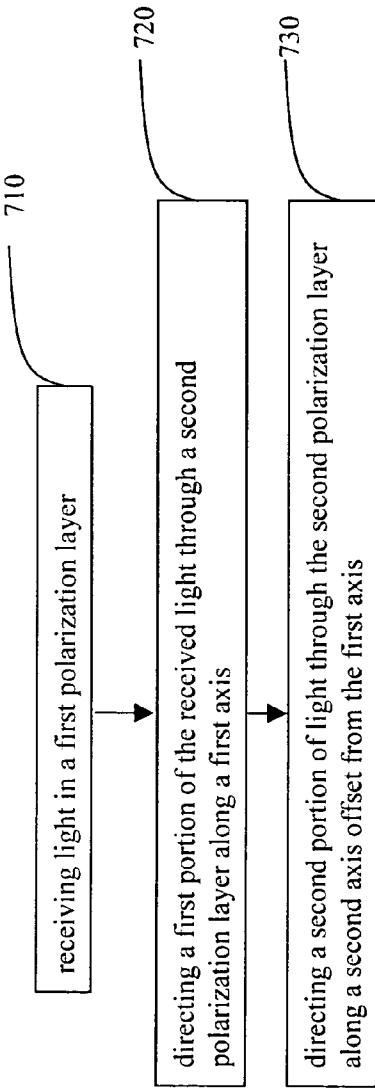 710
receiving light in a first polarization layer
720
directing a first portion of the received light through a second
polarization layer along a first axis
730
directing a second portion of light through the second polarization layer
along a second axis offset from the first axis